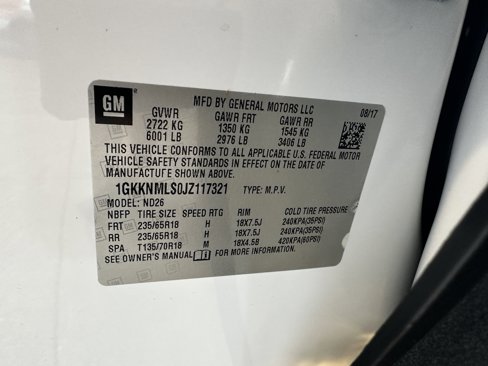 GM
MFD BY GENERAL MOTORS LLC 08/17
GVWR GAWR FRT GAWR RR
2722 KG 1350 KG 1545 KG
6001 LB 2976 LB 3406 LB
THIS VEHICLE CONFORMS TO ALL APPLICABLE U.S. FEDERAL MOTOR
VEHICLE SAFETY STANDARDS IN EFFECT ON THE DATE OF
MANUFACTURE SHOWN ABOVE.
1GKKNMLS0JZ117321 TYPE: M.P.V.
MODEL: ND26
NBFP TIRE SIZE SPEED RTG RIM COLD TIRE PRESSURE
FRT 235/65R18 H 18X7.5J 240KPA(35PSI)
RR 235/65R18 H 18X7.5J 240KPA(35PSI)
SPA T135/70R18 M 18X4.5B 420KPA(60PSI)
SEE OWNER'S MANUAL FOR MORE INFORMATION.